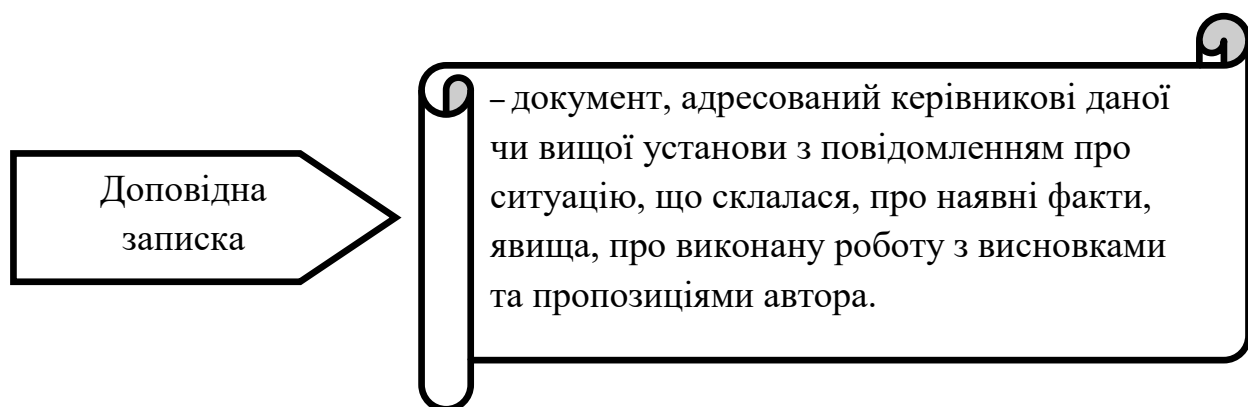 Доповідна
записка
– документ, адресований керівникові даної
чи вищої установи з повідомленням про
ситуацію, що склалася, про наявні факти,
явища, про виконану роботу з висновками
та пропозиціями автора.